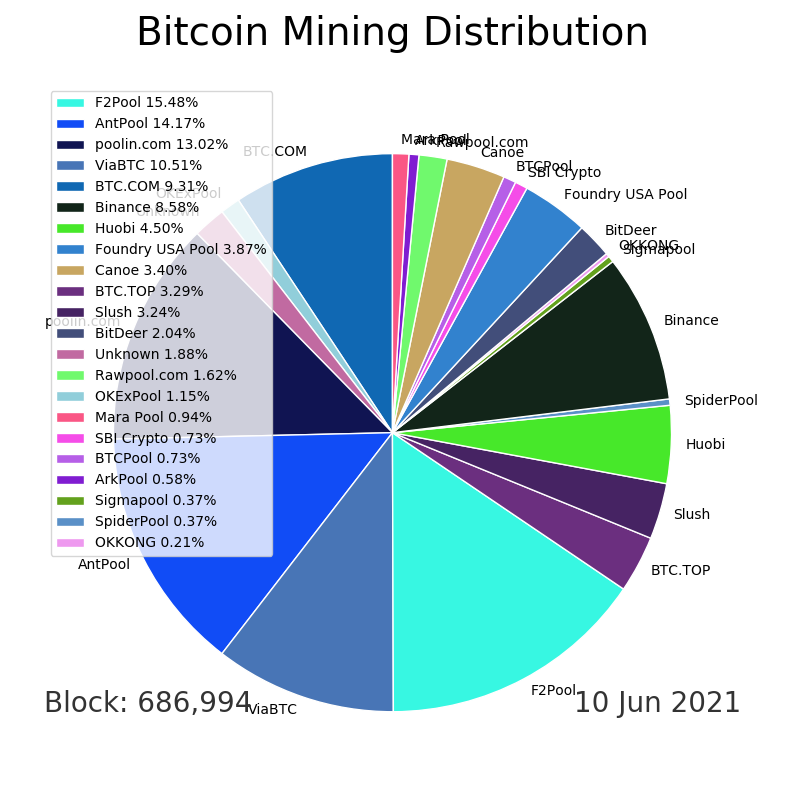 Bitcoin Mining Distribution
F2Pool 15.48%
AntPool 14.17%
poolin.com 13.02%
ViaBTC 10.51%
BTC.COM 9.31%
Binance 8.58%
Huobi 4.50%
Foundry USA Pool 3.87%
Canoe 3.40%
BTC.TOP 3.29%
Slush 3.24%
BitDeer 2.04%
Unknown 1.88%
Rawpool.com 1.62%
OKExPool 1.15%
Mara Pool 0.94%
SBI Crypto 0.73%
BTCPool 0.73%
ArkPool 0.58%
Sigmapool 0.37%
SpiderPool 0.37%
OKKONG 0.21%
Mara Pool
ArkPool
Rawpool.com
Canoe
BTCPool
SBI Crypto
Foundry USA Pool
BitDeer
OKKONG
Sigmapool
Binance
SpiderPool
Huobi
Slush
BTC.TOP
F2Pool
ViaBTC
AntPool
poolin.com
Unknown
OKExPool
BTC.COM
Block: 686,994
10 Jun 2021